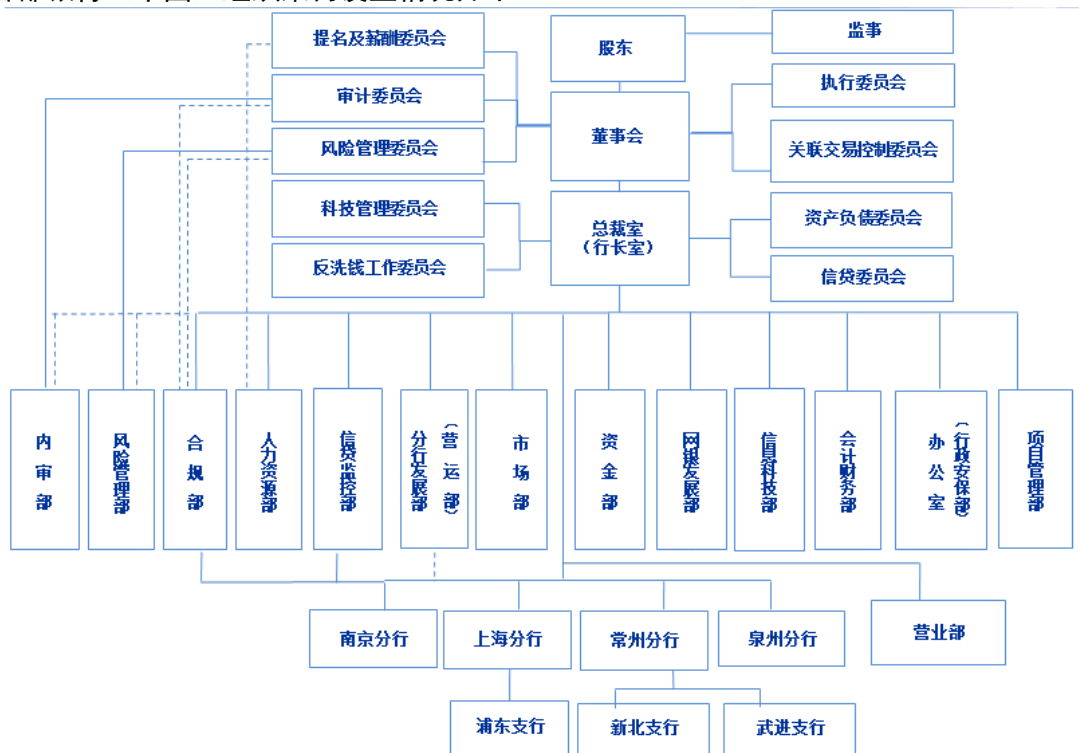 提名及薪酬委员会
股东
监事
审计委员会
董事会
执行委员会
风险管理委员会
关联交易控制委员会
科技管理委员会
总裁室
（行长室）
资产负债委员会
反洗钱工作委员会
信贷委员会
内审部
风险管理部
合规部
人力资源部
信贷监控部
分行发展部
（营运部）
市场部
资金部
网银发展部
信息科技部
会计财务部
办公室
（行政安保部）
项目管理部
南京分行
上海分行
常州分行
泉州分行
营业部
浦东支行
新北支行
武进支行